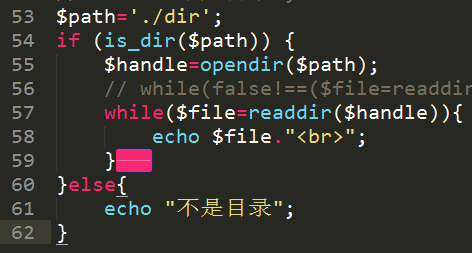 53 $path='./dir';
54 if (is_dir($path)) {
55     $handle=opendir($path);
56     // while(false!==($file=readdir
57     while($file=readdir($handle)){
58         echo $file."<br>";
59     }
60 }else{
61     echo "不是目录";
62 }